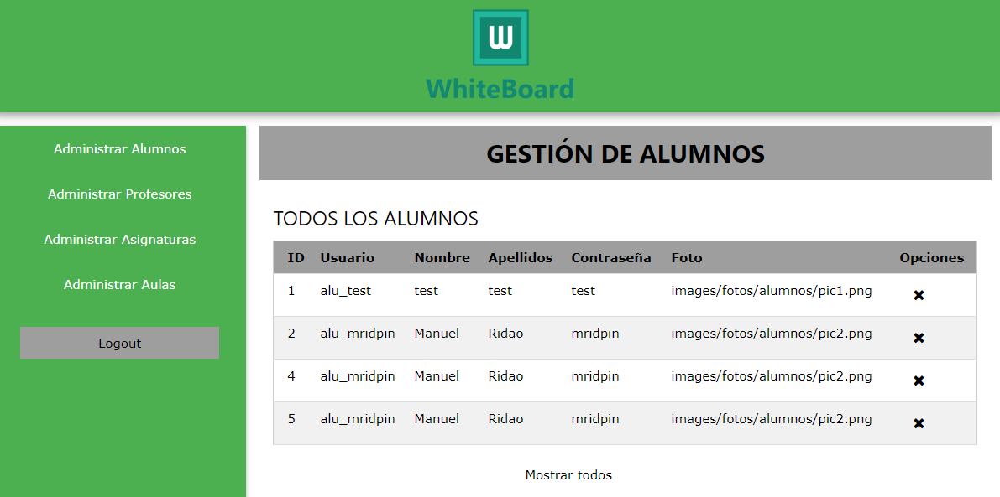 W
WhiteBoard
Administrar Alumnos
Administrar Profesores
Administrar Asignaturas
Administrar Aulas
Logout
GESTIÓN DE ALUMNOS
TODOS LOS ALUMNOS
ID Usuario Nombre Apellidos Contraseña Foto Opciones
1 alu_test test test test images/fotos/alumnos/pic1.png ✖
2 alu_mridpin Manuel Ridao mridpin images/fotos/alumnos/pic2.png ✖
4 alu_mridpin Manuel Ridao mridpin images/fotos/alumnos/pic2.png ✖
5 alu_mridpin Manuel Ridao mridpin images/fotos/alumnos/pic2.png ✖
Mostrar todos